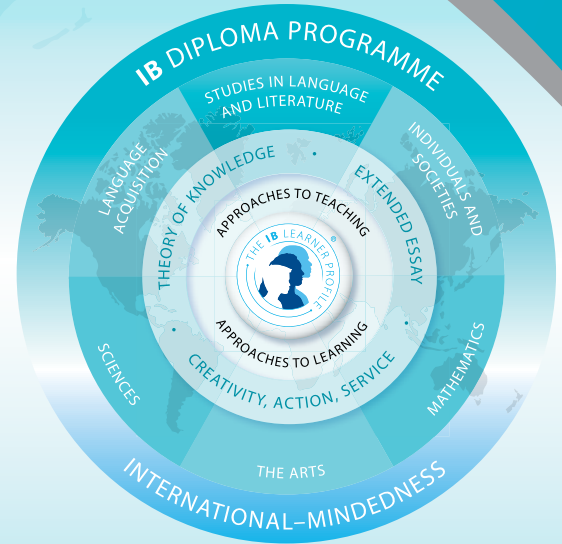 IB DIPLOMA PROGRAMME
STUDIES IN LANGUAGE
AND LITERATURE
LANGUAGE
ACQUISITION
INDIVIDUALS AND
SOCIETIES
THEORY OF KNOWLEDGE
EXTENDED ESSAY
APPROACHES TO TEACHING
THE IB LEARNER PROFILE
®
APPROACHES TO LEARNING
CREATIVITY, ACTION, SERVICE
SCIENCES
MATHEMATICS
THE ARTS
INTERNATIONAL–MINDEDNESS